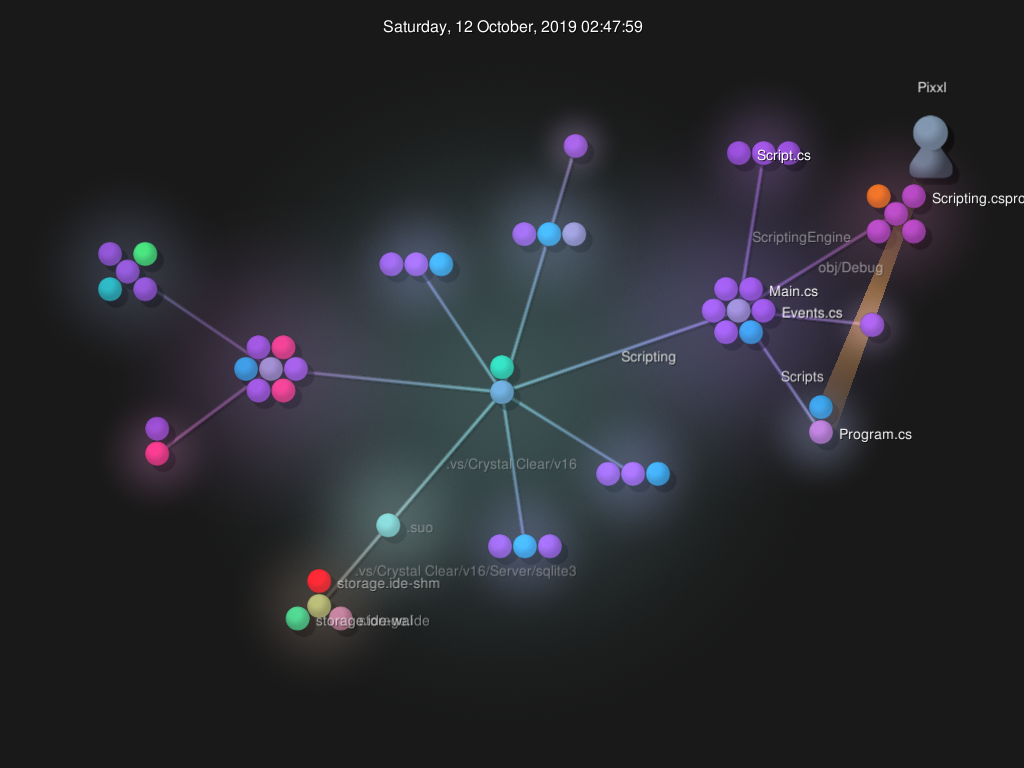 Saturday, 12 October, 2019 02:47:59
Pixxl
Script.cs
Scripting.cspro
ScriptingEngine
obj/Debug
Main.cs
Events.cs
Scripting
Scripts
Program.cs
.vs/Crystal Clear/v16
.suo
.vs/Crystal Clear/v16/Server/sqlite3
storage.ide-shm
storage.ide-wal
storage.ide